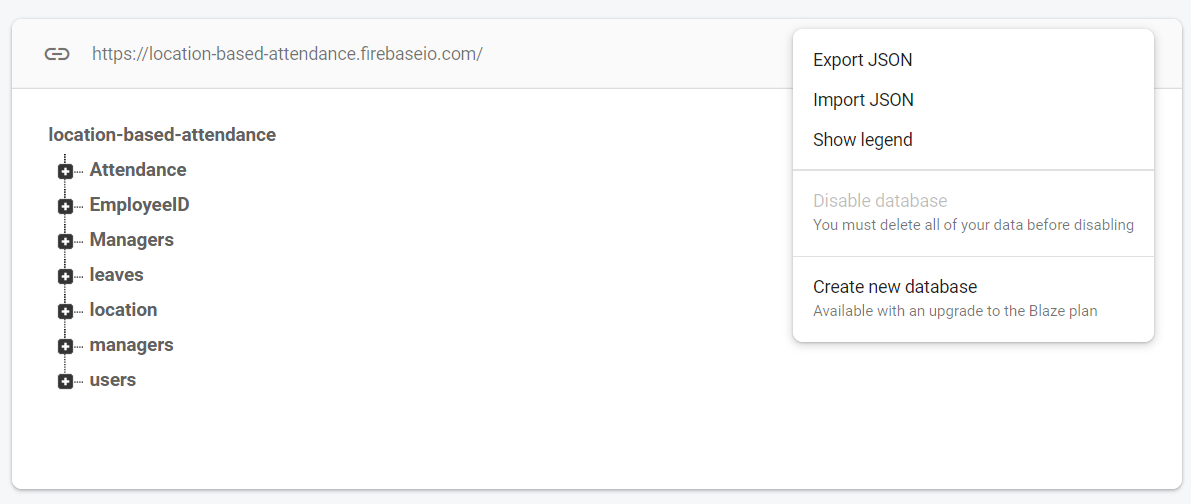 https://location-based-attendance.firebaseio.com/
location-based-attendance
Attendance
EmployeeID
Managers
leaves
location
managers
users
Export JSON
Import JSON
Show legend
Disable database
You must delete all of your data before disabling
Create new database
Available with an upgrade to the Blaze plan